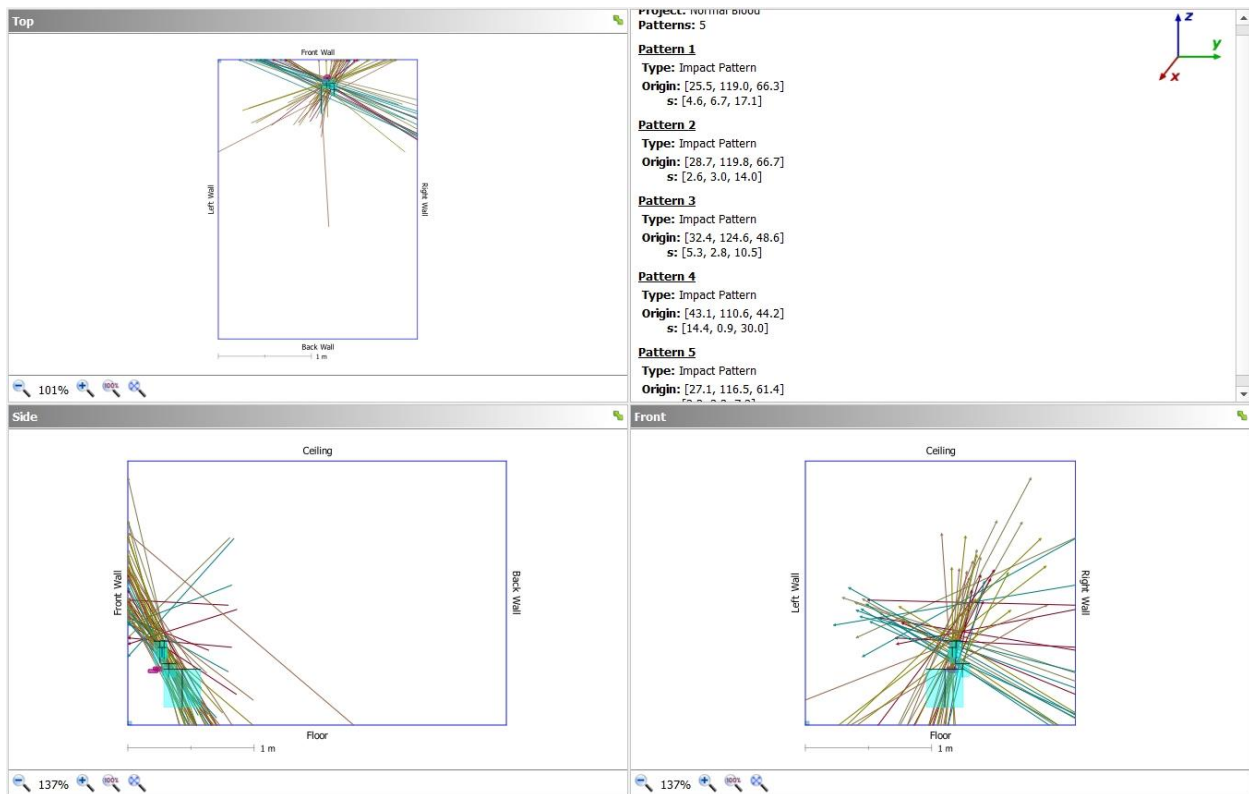 Top
Front Wall
Left Wall
Right Wall
Back Wall
1 m
101%
100%
Project: Normal Blood
Patterns: 5
Pattern 1
Type: Impact Pattern
Origin: [25.5, 119.0, 66.3]
s: [4.6, 6.7, 17.1]
Pattern 2
Type: Impact Pattern
Origin: [28.7, 119.8, 66.7]
s: [2.6, 3.0, 14.0]
Pattern 3
Type: Impact Pattern
Origin: [32.4, 124.6, 48.6]
s: [5.3, 2.8, 10.5]
Pattern 4
Type: Impact Pattern
Origin: [43.1, 110.6, 44.2]
s: [14.4, 0.9, 30.0]
Pattern 5
Type: Impact Pattern
Origin: [27.1, 116.5, 61.4]
z
y
x
Side
Ceiling
Front Wall
Back Wall
Floor
1 m
137%
100%
Front
Ceiling
Left Wall
Right Wall
Floor
1 m
137%
100%